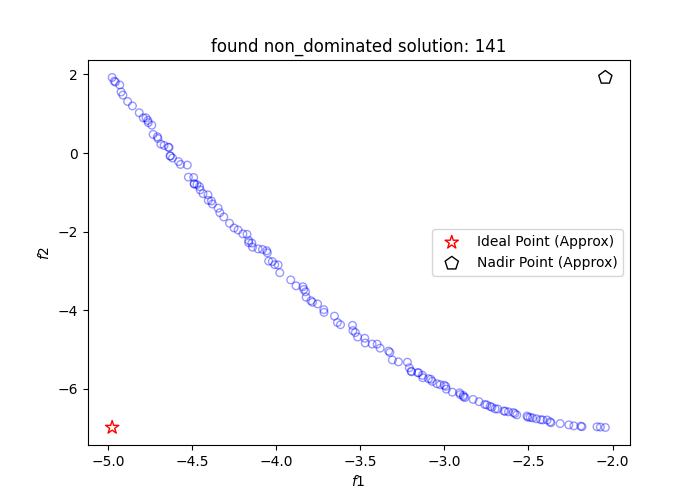 found non_dominated solution: 141
2
0
−2
−4
−6
f2
Ideal Point (Approx)
Nadir Point (Approx)
−5.0 −4.5 −4.0 −3.5 −3.0 −2.5 −2.0
f1